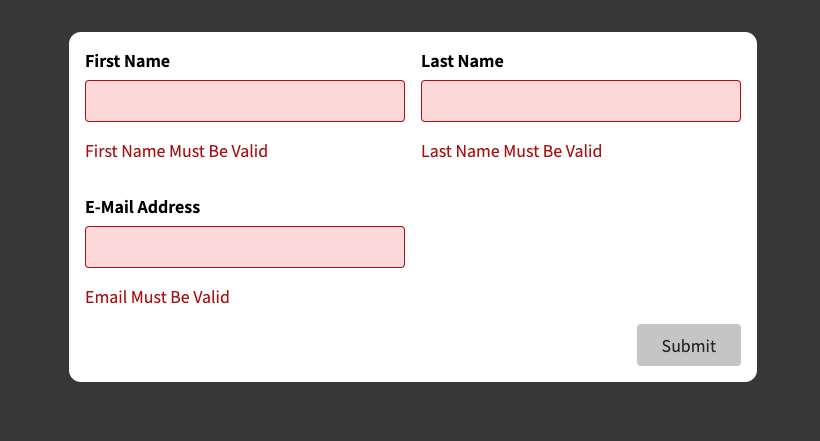 First Name
Last Name
First Name Must Be Valid
Last Name Must Be Valid
E-Mail Address
Email Must Be Valid
Submit